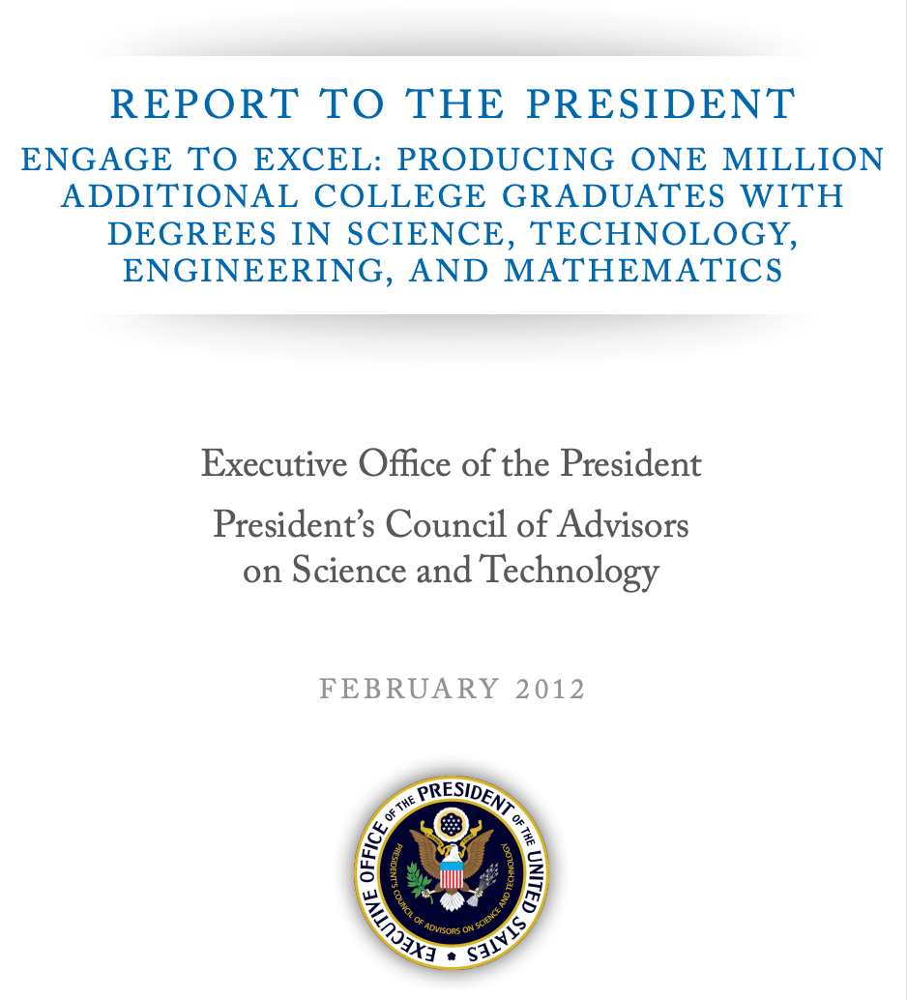 REPORT TO THE PRESIDENT
ENGAGE TO EXCEL: PRODUCING ONE MILLION
ADDITIONAL COLLEGE GRADUATES WITH
DEGREES IN SCIENCE, TECHNOLOGY,
ENGINEERING, AND MATHEMATICS
Executive Office of the President
President’s Council of Advisors
on Science and Technology
FEBRUARY 2012
EXECUTIVE OFFICE OF THE PRESIDENT OF THE UNITED STATES
PRESIDENT'S COUNCIL OF ADVISORS ON SCIENCE AND TECHNOLOGY